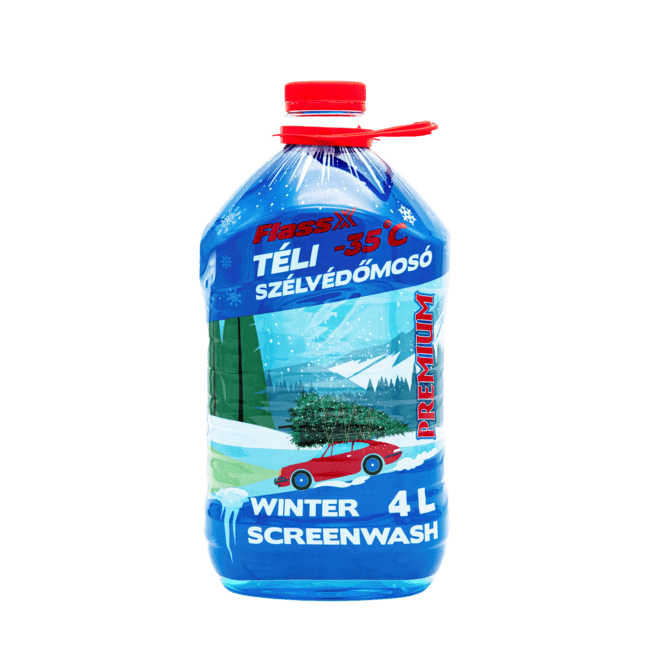 FlassX
-35°C
TÉLI
SZÉLVÉDŐMOSÓ
PREMIUM
WINTER 4 L
SCREENWASH